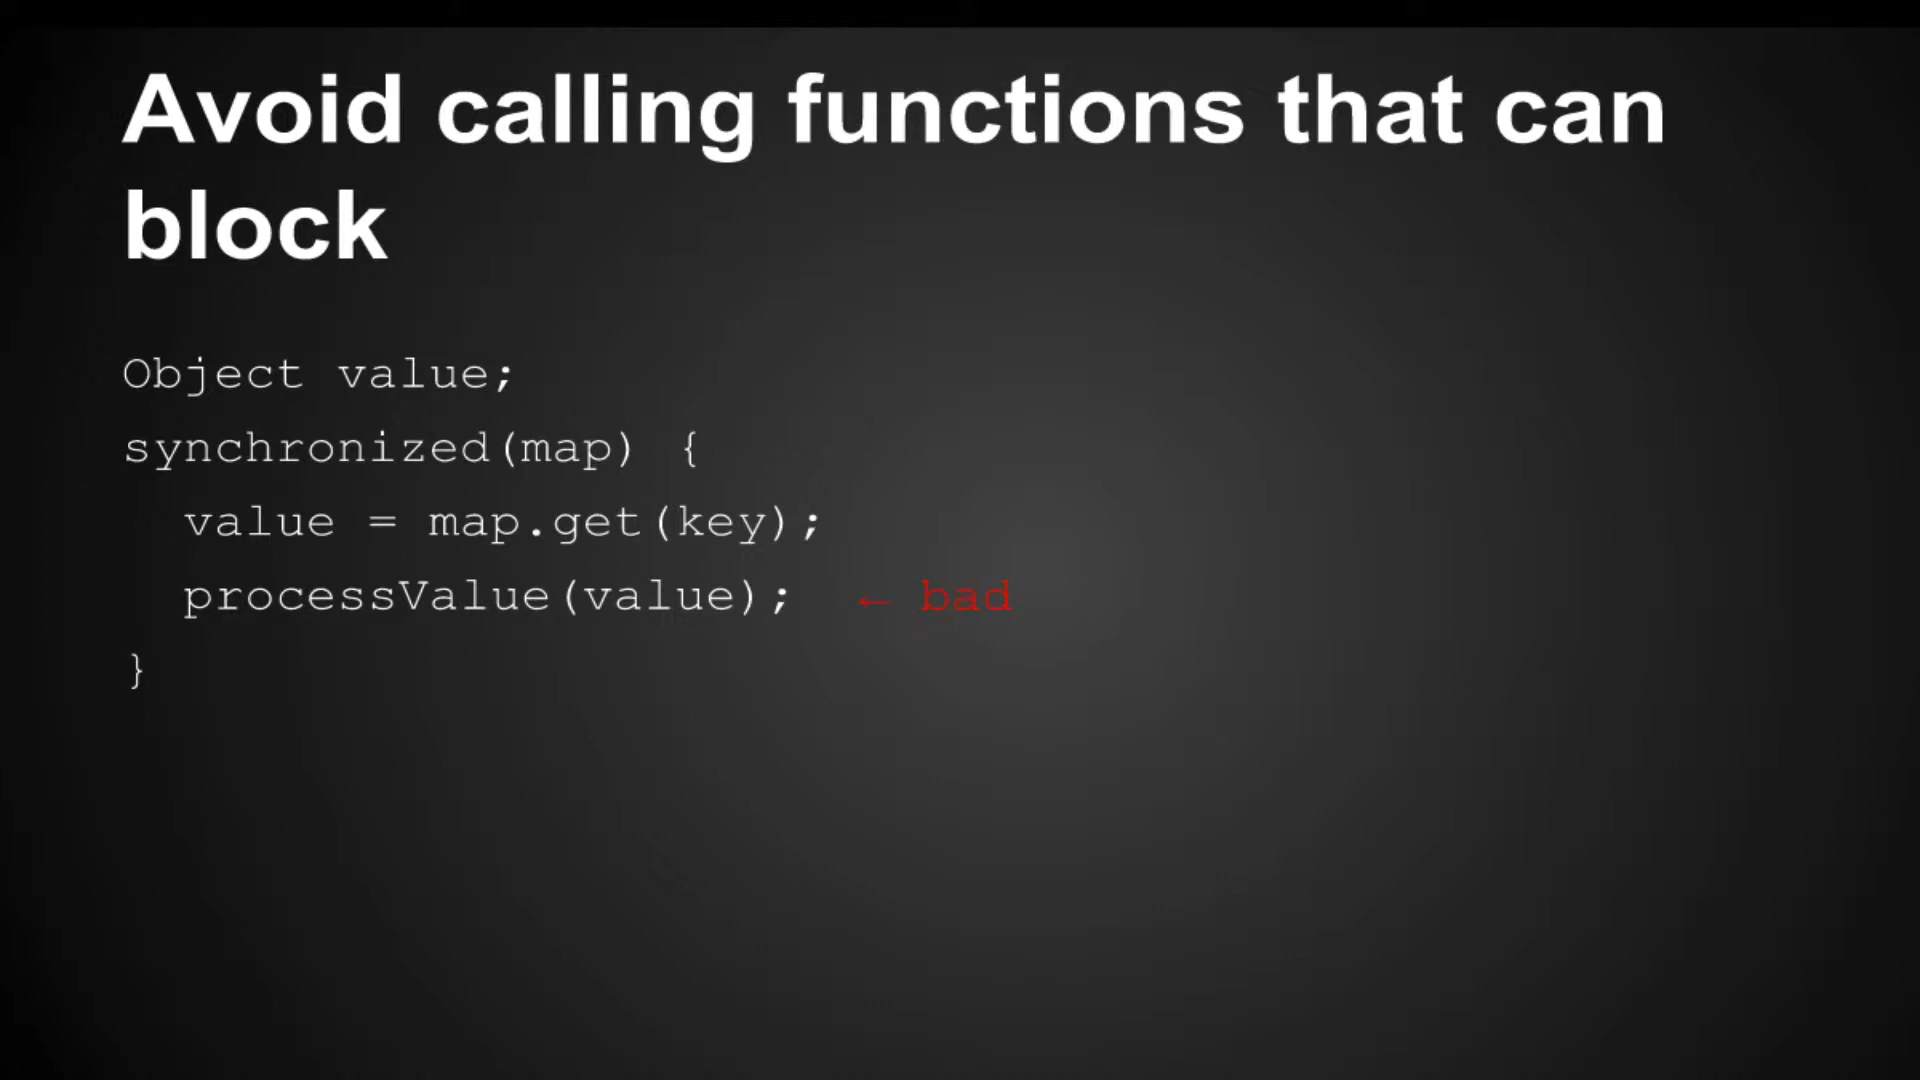 Avoid calling functions that can
block
Object value;
synchronized(map) {
  value = map.get(key);
  processValue(value);  ← bad
}